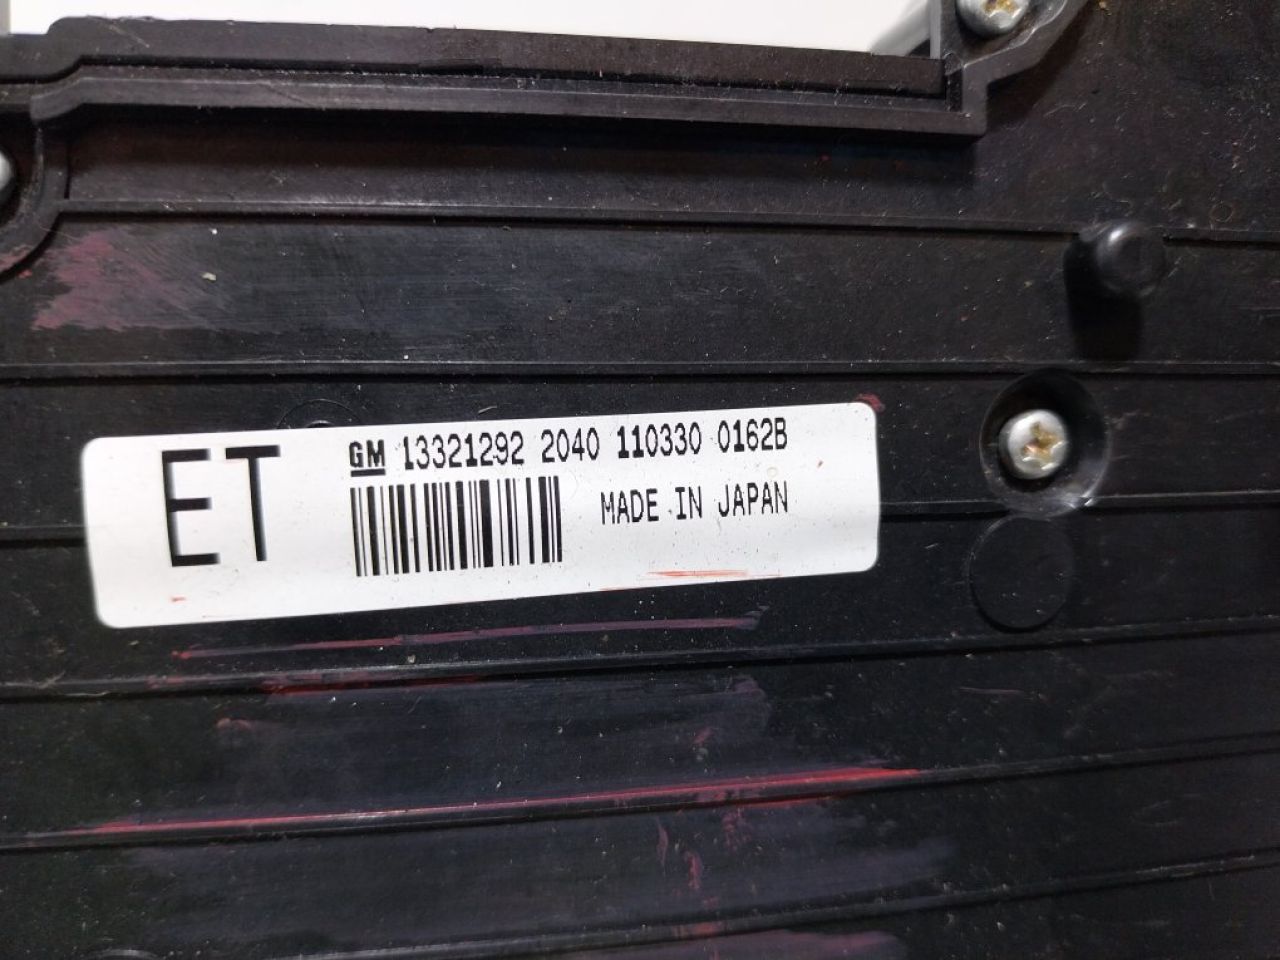 ET
GM 13321292 2040 110330 0162B
MADE IN JAPAN